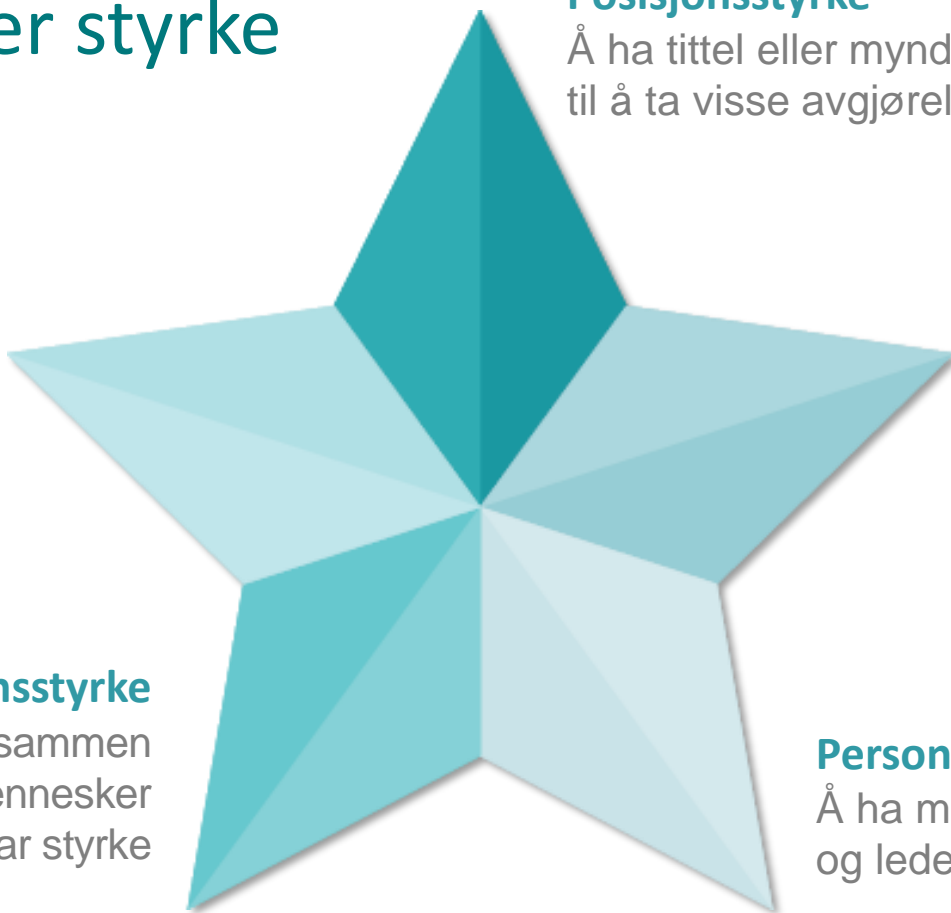 er styrke
Posisjonsstyrke
Å ha tittel eller mynd
til å ta visse avgjørel
nsstyrke
sammen
ennesker
ar styrke
Person
Å ha m
og lede